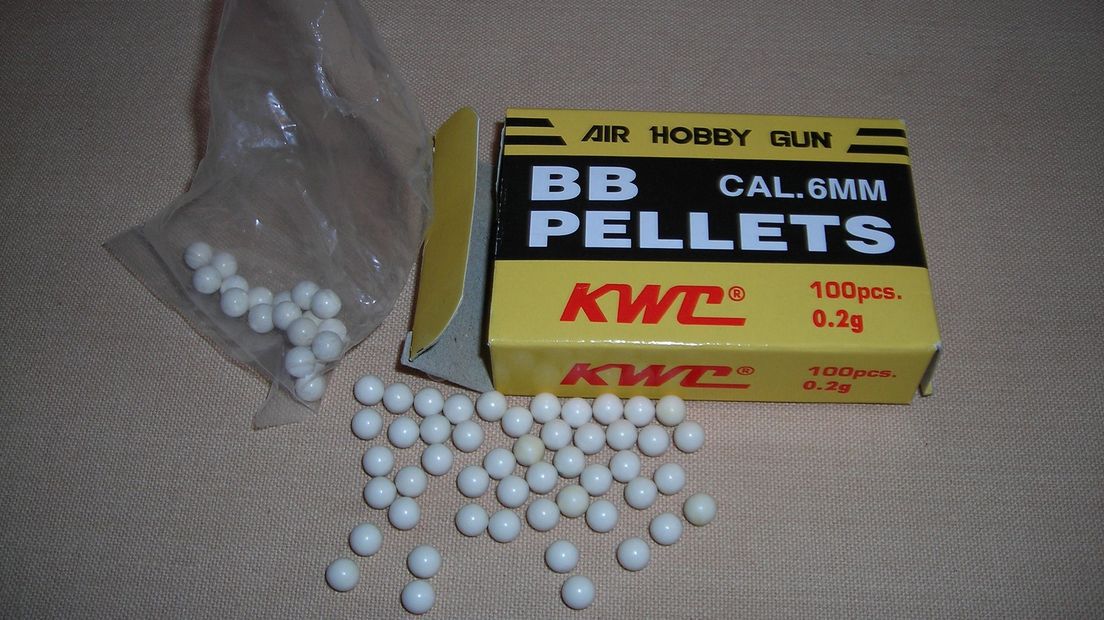 AIR HOBBY GUN
BB CAL.6MM
PELLETS
KWC® 100pcs.
0.2g
KWC® 100pcs.
0.2g